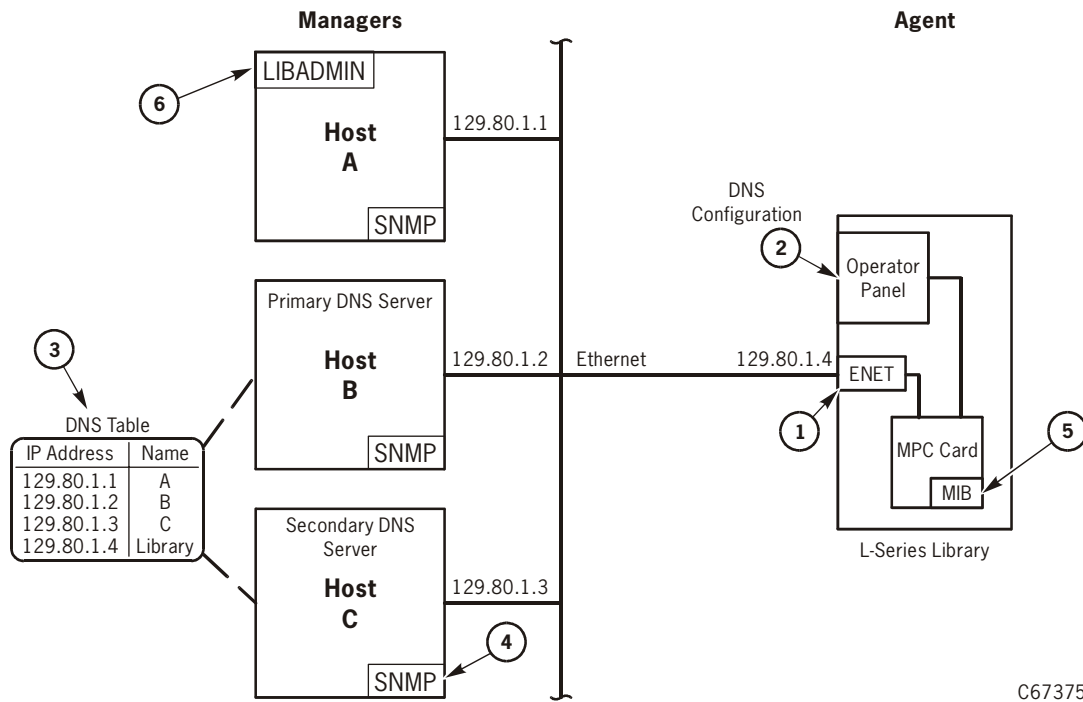 Managers
Agent
LIBADMIN
6
Host
A
129.80.1.1
SNMP
DNS
Configuration
2
Operator
Panel
Primary DNS Server
Host
B
129.80.1.2
Ethernet
129.80.1.4
ENET
SNMP
1
MPC Card
5
MIB
L-Series Library
3
DNS Table
IP Address Name
129.80.1.1 A
129.80.1.2 B
129.80.1.3 C
129.80.1.4 Library
Secondary DNS
Server
Host
C
129.80.1.3
4
SNMP
C67375